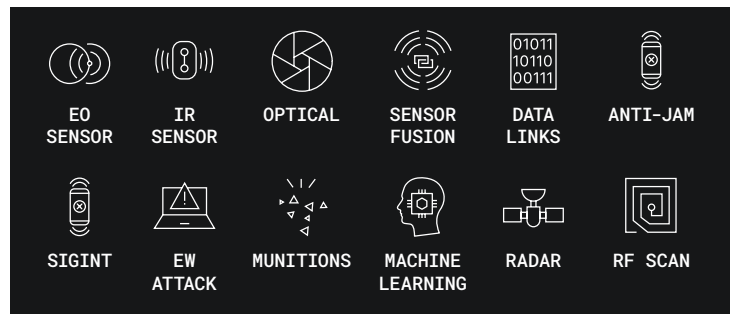 01011
10110
00111
EO
SENSOR
IR
SENSOR
OPTICAL
SENSOR
FUSION
DATA
LINKS
ANTI-JAM
SIGINT
EW
ATTACK
MUNITIONS
MACHINE
LEARNING
RADAR
RF SCAN